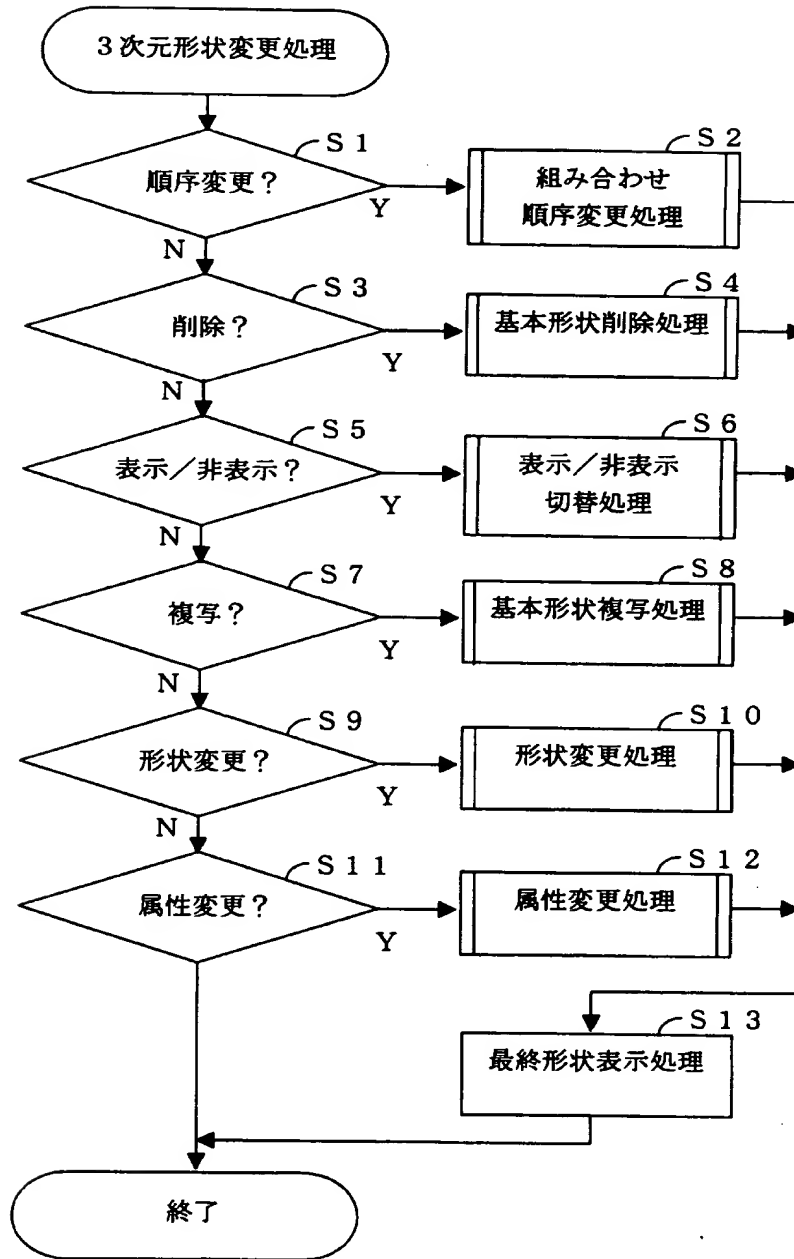 3次元形状変更処理
S1
順序変更?
Y
N
S2
組み合わせ
順序変更処理
S3
削除?
Y
N
S4
基本形状削除処理
S5
表示/非表示?
Y
N
S6
表示/非表示
切替処理
S7
複写?
Y
N
S8
基本形状複写処理
S9
形状変更?
Y
N
S10
形状変更処理
S11
属性変更?
Y
S12
属性変更処理
S13
最終形状表示処理
終了